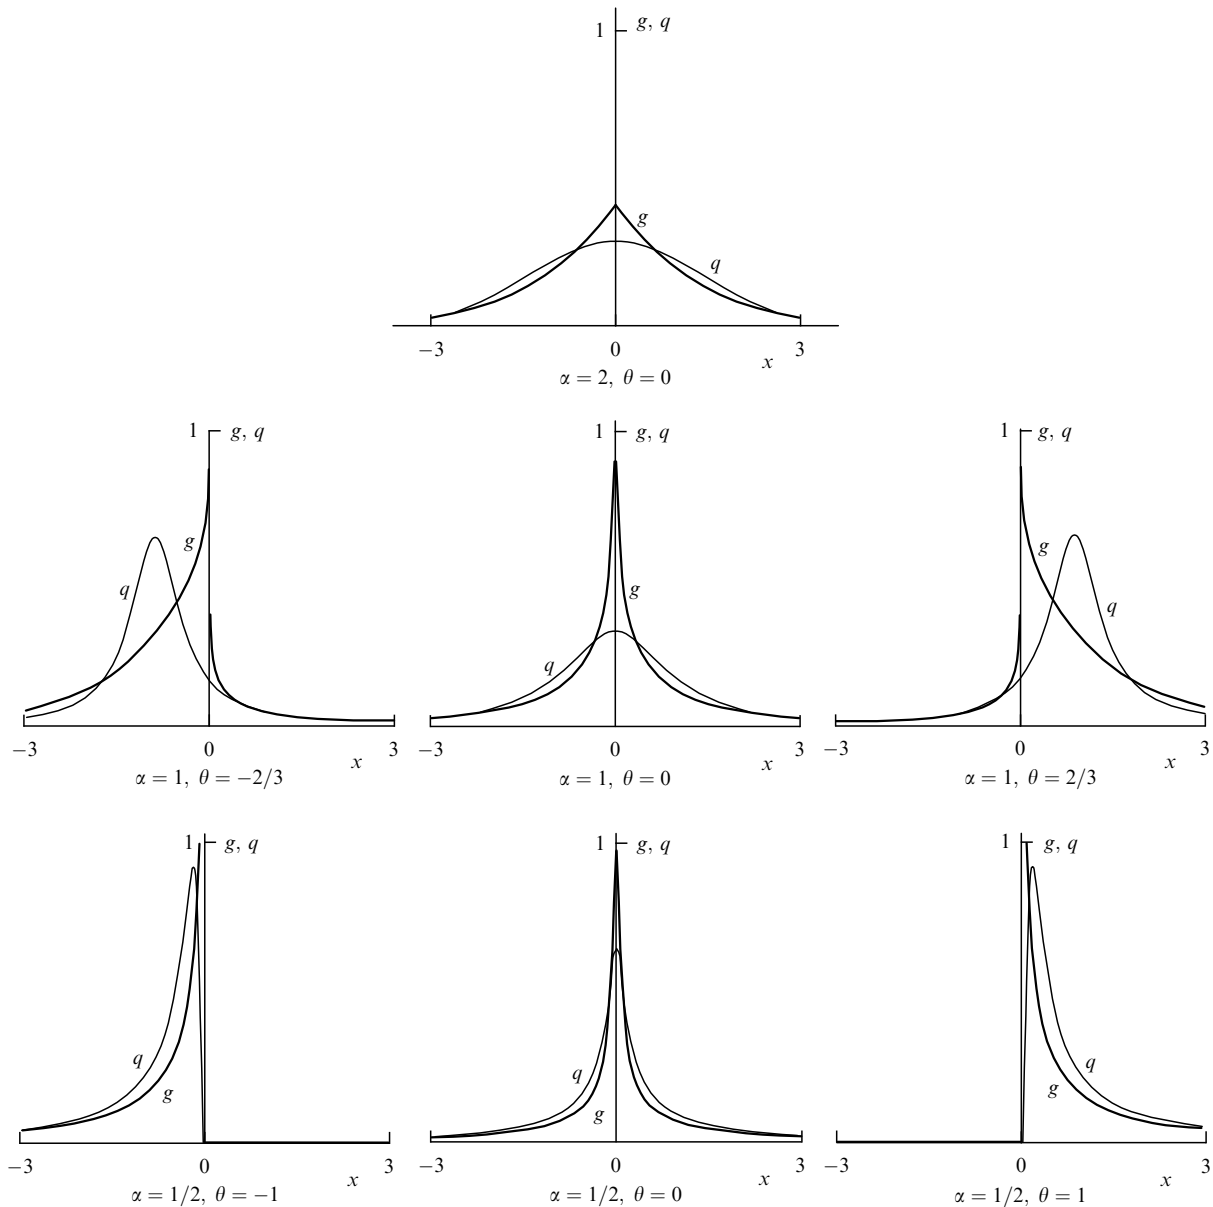 1 g, q
g
q
−3 0 3
x
α = 2, θ = 0
1 g, q
g
q
−3 0 3
x
α = 1, θ = −2/3
1 g, q
g
q
−3 0 3
x
α = 1, θ = 0
1 g, q
g
q
−3 0 3
x
α = 1, θ = 2/3
1 g, q
q
g
−3 0 3
x
α = 1/2, θ = −1
1 g, q
q
g
−3 0 3
x
α = 1/2, θ = 0
1 g, q
q
g
−3 0 3
x
α = 1/2, θ = 1